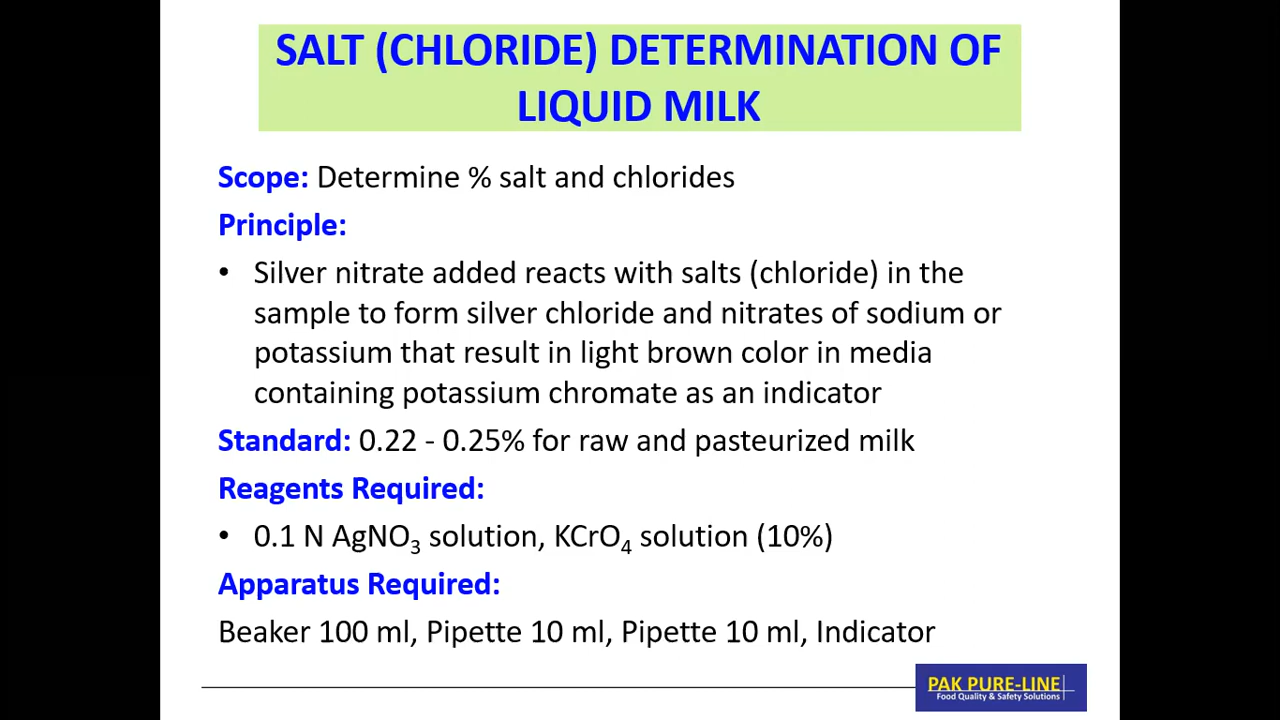 SALT (CHLORIDE) DETERMINATION OF
LIQUID MILK
Scope: Determine % salt and chlorides
Principle:
• Silver nitrate added reacts with salts (chloride) in the
sample to form silver chloride and nitrates of sodium or
potassium that result in light brown color in media
containing potassium chromate as an indicator
Standard: 0.22 - 0.25% for raw and pasteurized milk
Reagents Required:
• 0.1 N AgNO₃ solution, KCrO₄ solution (10%)
Apparatus Required:
Beaker 100 ml, Pipette 10 ml, Pipette 10 ml, Indicator
PAK PURE-LINE
Food Quality & Safety Solutions